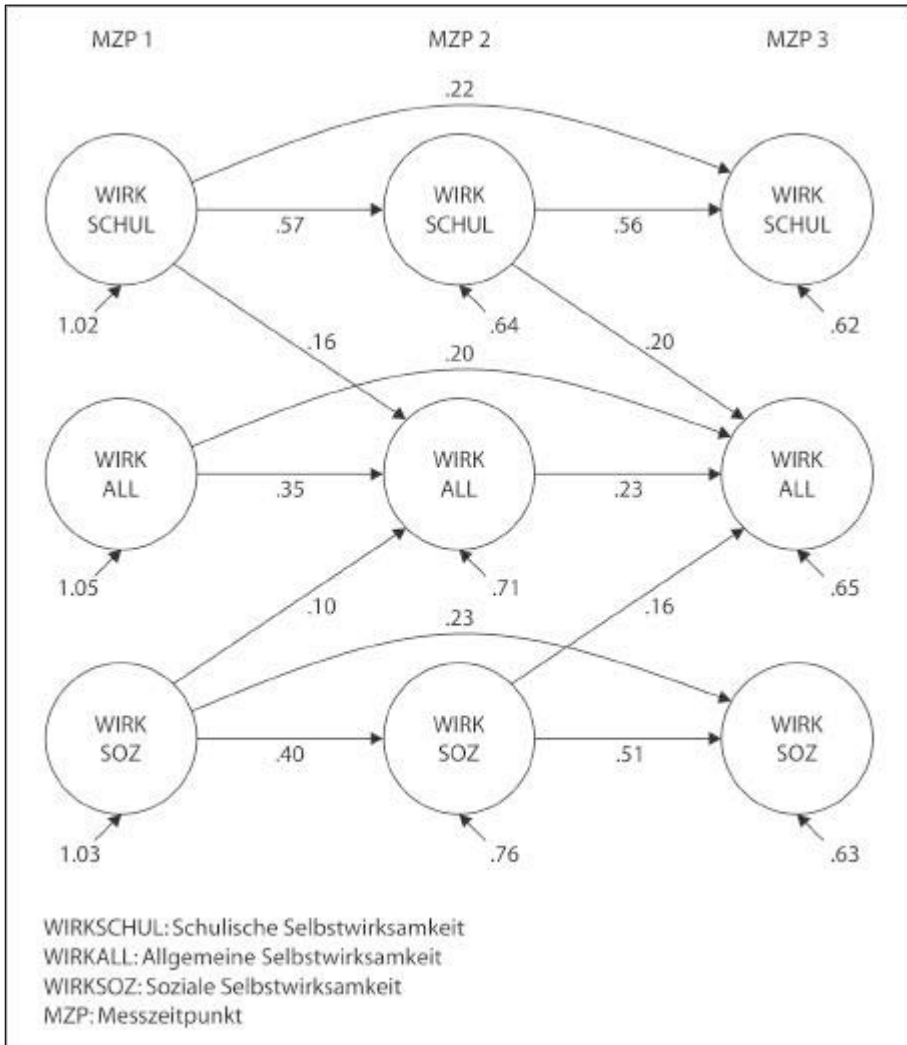 MZP 1 MZP 2 MZP 3
.22
WIRK WIRK WIRK
SCHUL SCHUL SCHUL
.57 .56
1.02 .64 .62
.16 .20 .20
WIRK WIRK WIRK
ALL ALL ALL
.35 .23
1.05 .71 .65
.10 .23 .16
WIRK WIRK WIRK
SOZ SOZ SOZ
.40 .51
1.03 .76 .63
WIRKSCHUL: Schulische Selbstwirksamkeit
WIRKALL: Allgemeine Selbstwirksamkeit
WIRKSOZ: Soziale Selbstwirksamkeit
MZP: Messzeitpunkt